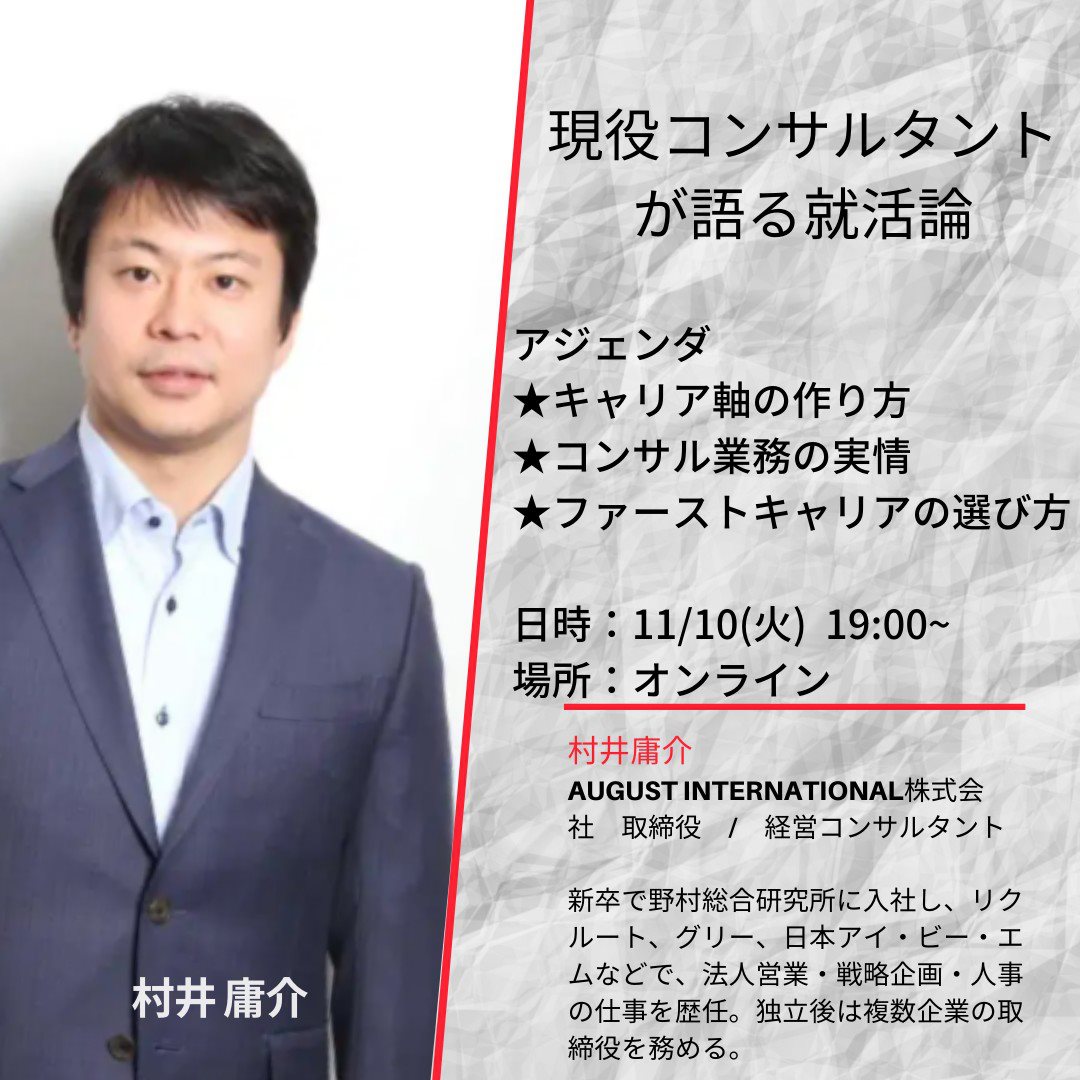 現役コンサルタント
が語る就活論
アジェンダ
★キャリア軸の作り方
★コンサル業務の実情
★ファーストキャリアの選び方
日時：11/10(火) 19:00~
場所：オンライン
村井庸介
AUGUST INTERNATIONAL株式会
社　取締役　/　経営コンサルタント
新卒で野村総合研究所に入社し、リク
ルート、グリー、日本アイ・ビー・エ
ムなどで、法人営業・戦略企画・人事
の仕事を歴任。独立後は複数企業の取
締役を務める。
村井 庸介